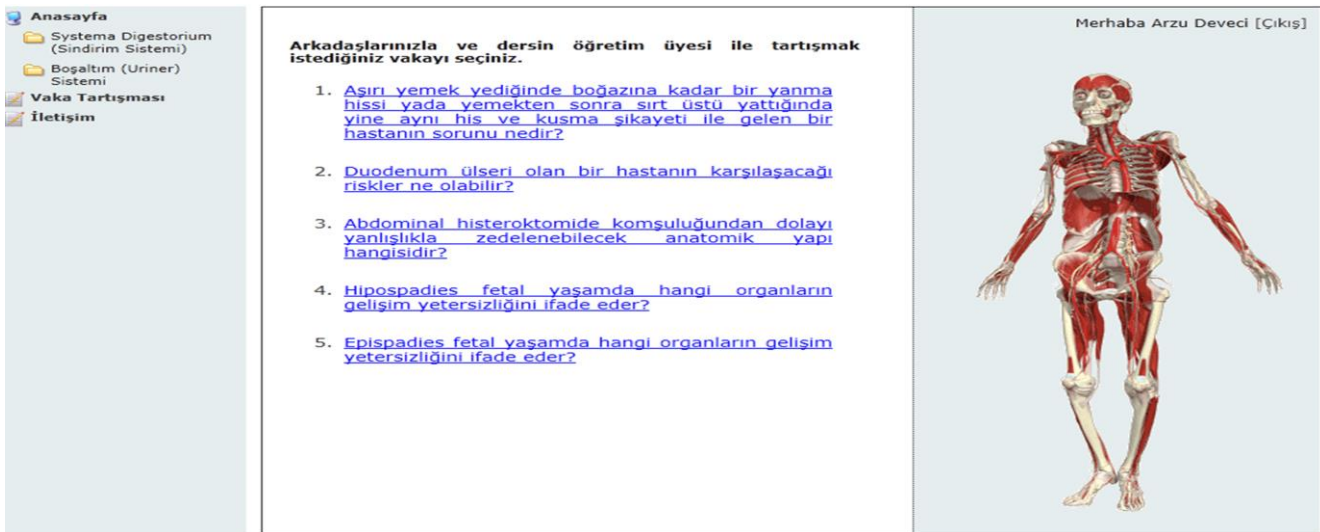 Anasayfa
Systema Digestorium
(Sindirim Sistemi)
Boşaltım (Uriner)
Sistemi
Vaka Tartışması
İletişim
Arkadaşlarınızla ve dersin öğretim üyesi ile tartışmak
istediğiniz vakayı seçiniz.
1. Aşırı yemek yediğinde boğazına kadar bir yanma
hissi yada yemekten sonra sırt üstü yattığında
yine aynı his ve kusma şikayeti ile gelen bir
hastanın sorunu nedir?
2. Duodenum ülseri olan bir hastanın karşılaşacağı
riskler ne olabilir?
3. Abdominal histeroktomide komşuluğundan dolayı
yanlışlıkla zedelenebilecek anatomik yapı
hangisidir?
4. Hipospadies fetal yaşamda hangi organların
gelişim yetersizliğini ifade eder?
5. Epispadies fetal yaşamda hangi organların gelişim
yetersizliğini ifade eder?
Merhaba Arzu Deveci [Çıkış]